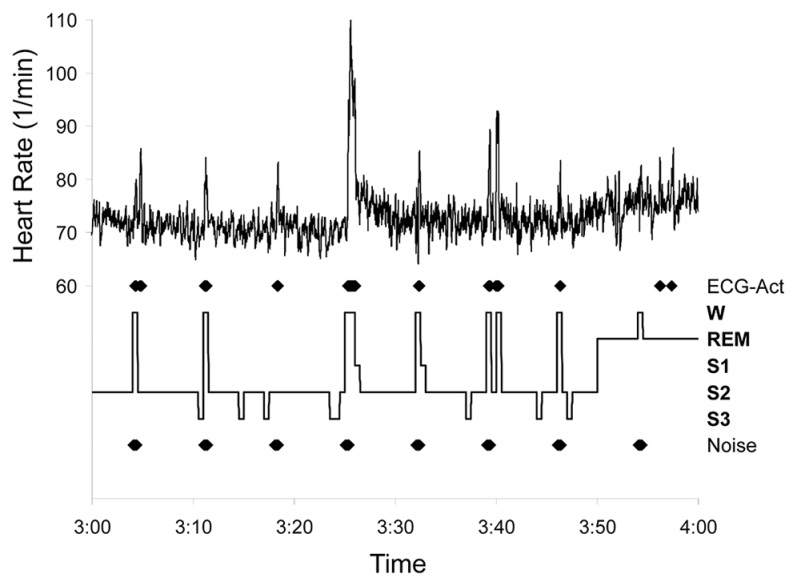 110
100
90
80
70
60
Heart Rate (1/min)
ECG-Act
W
REM
S1
S2
S3
Noise
3:00 3:10 3:20 3:30 3:40 3:50 4:00
Time